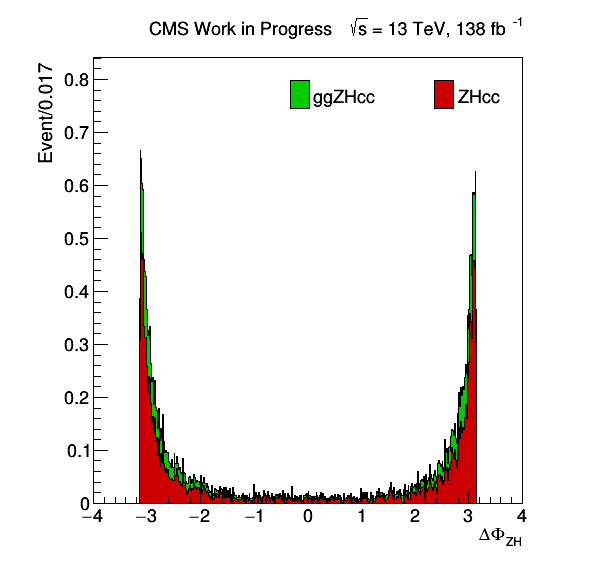 CMS Work in Progress √s = 13 TeV, 138 fb⁻¹
Event/0.017
ggZHcc ZHcc
0.8
0.7
0.6
0.5
0.4
0.3
0.2
0.1
0
−4 −3 −2 −1 0 1 2 3 4
ΔΦ_ZH